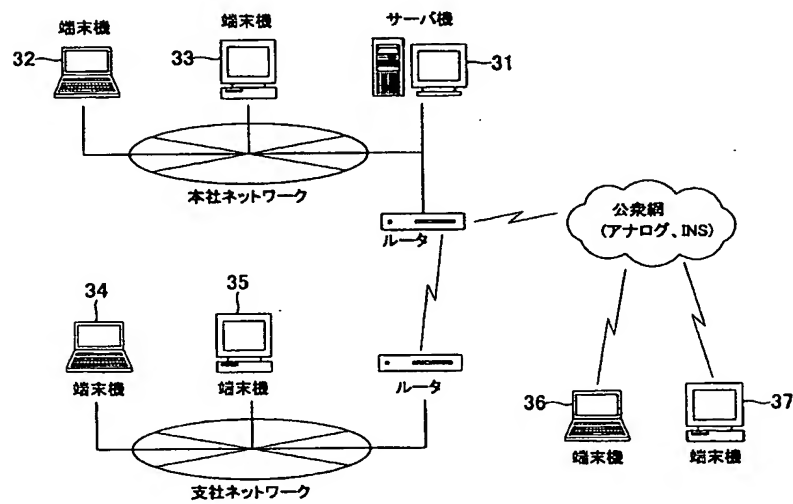 端末機
端末機
サーバ機
32
33
31
本社ネットワーク
ルータ
公衆網
(アナログ、INS)
34
35
端末機
端末機
ルータ
36
37
端末機
端末機
支社ネットワーク